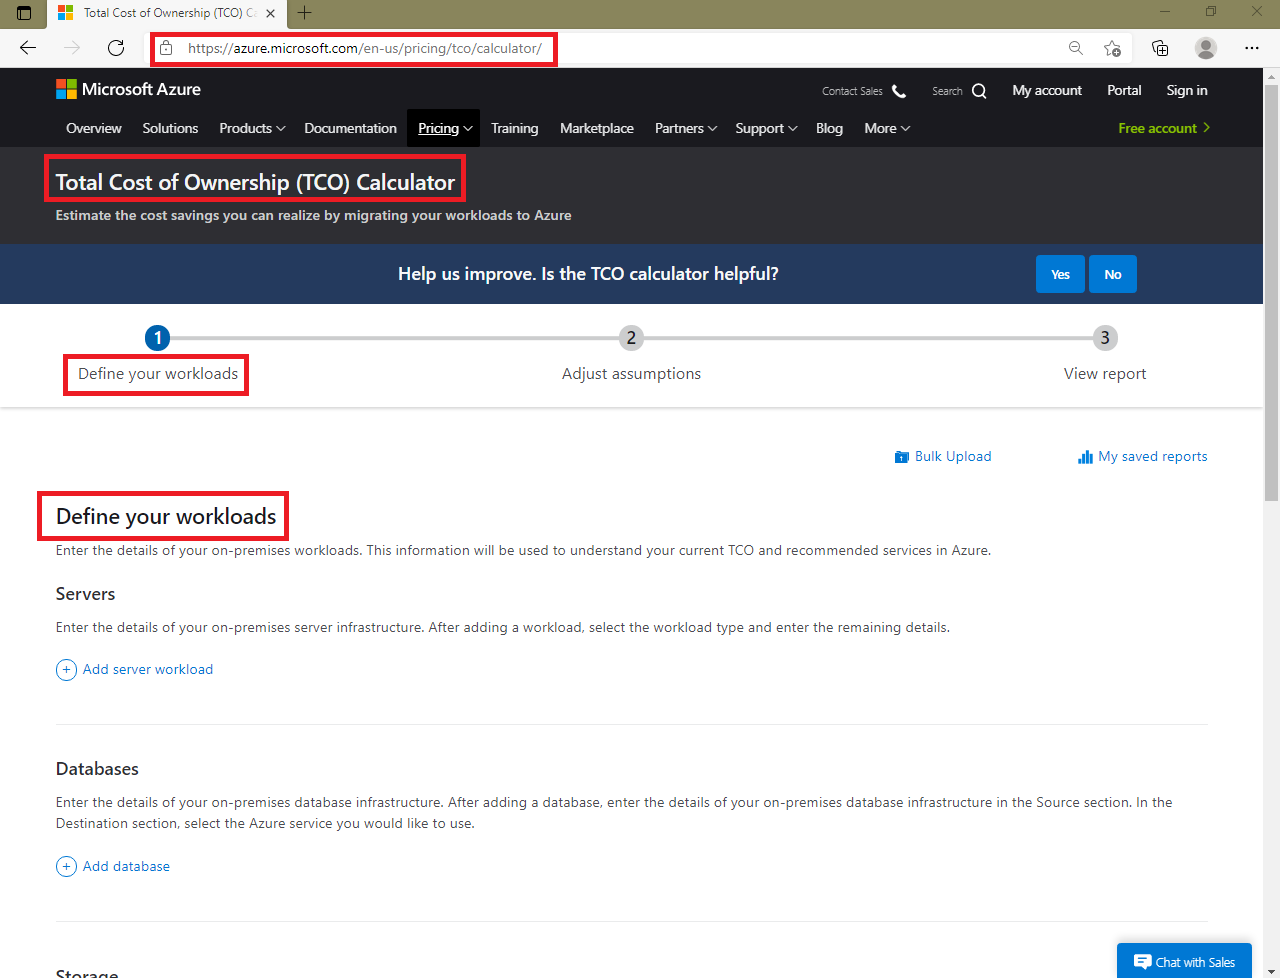 Total Cost of Ownership (TCO) C
https://azure.microsoft.com/en-us/pricing/tco/calculator/
Microsoft Azure
Contact Sales
Search
My account
Portal
Sign in
Overview
Solutions
Products
Documentation
Pricing
Training
Marketplace
Partners
Support
Blog
More
Free account
Total Cost of Ownership (TCO) Calculator
Estimate the cost savings you can realize by migrating your workloads to Azure
Help us improve. Is the TCO calculator helpful?
Yes
No
1
2
3
Define your workloads
Adjust assumptions
View report
Bulk Upload
My saved reports
Define your workloads
Enter the details of your on-premises workloads. This information will be used to understand your current TCO and recommended services in Azure.
Servers
Enter the details of your on-premises server infrastructure. After adding a workload, select the workload type and enter the remaining details.
Add server workload
Databases
Enter the details of your on-premises database infrastructure. After adding a database, enter the details of your on-premises database infrastructure in the Source section. In the
Destination section, select the Azure service you would like to use.
Add database
Storage
Chat with Sales